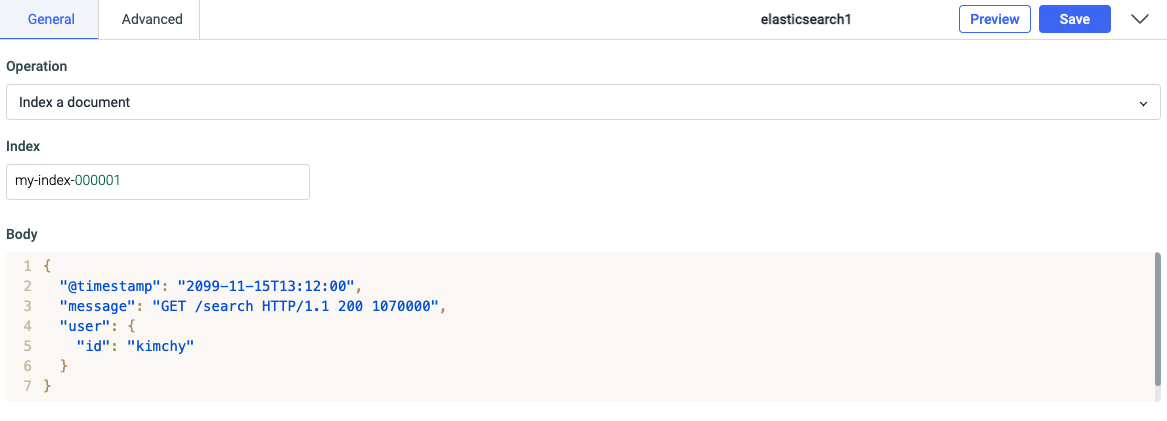 General Advanced elasticsearch1 Preview Save
Operation
Index a document
Index
my-index-000001
Body
1 {
2 "@timestamp": "2099-11-15T13:12:00",
3 "message": "GET /search HTTP/1.1 200 1070000",
4 "user": {
5 "id": "kimchy"
6 }
7 }